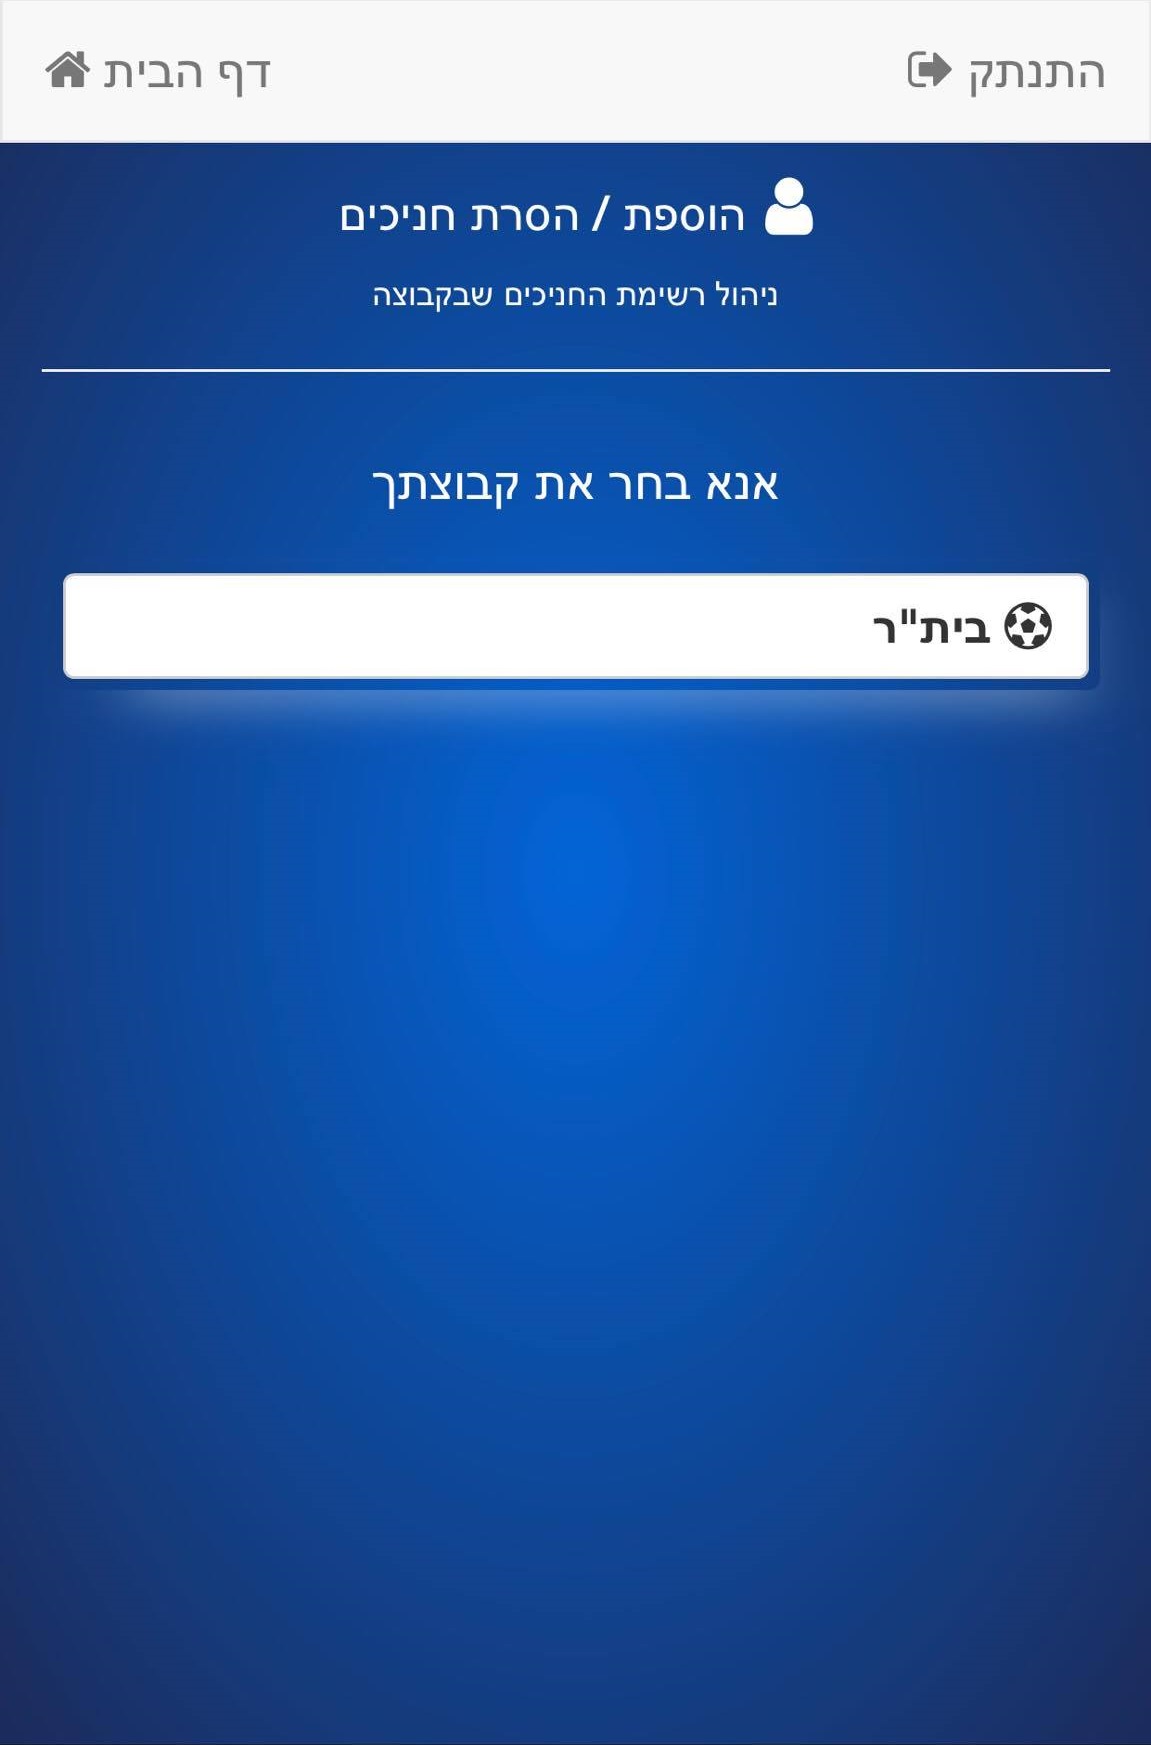 התנתק
דף הבית
הוספת / הסרת חניכים
ניהול רשימת החניכים שבקבוצה
אנא בחר את קבוצתך
בית"ר